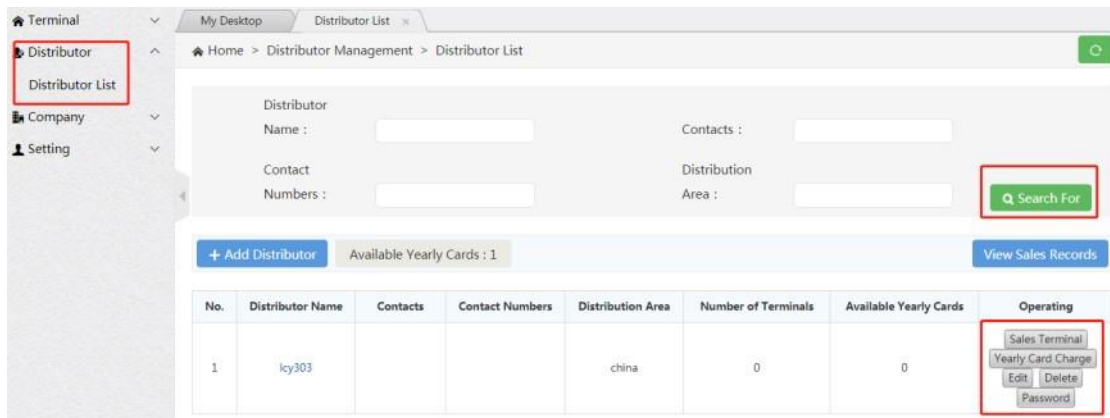 Terminal
Distributor
Distributor List
Company
Setting
My Desktop Distributor List ×
Home > Distributor Management > Distributor List
Distributor
Name : Contacts :
Contact Distribution
Numbers : Area :
Search For
+ Add Distributor Available Yearly Cards : 1 View Sales Records
No. Distributor Name Contacts Contact Numbers Distribution Area Number of Terminals Available Yearly Cards Operating
1 lcy303 china 0 0
Sales Terminal
Yearly Card Charge
Edit Delete
Password